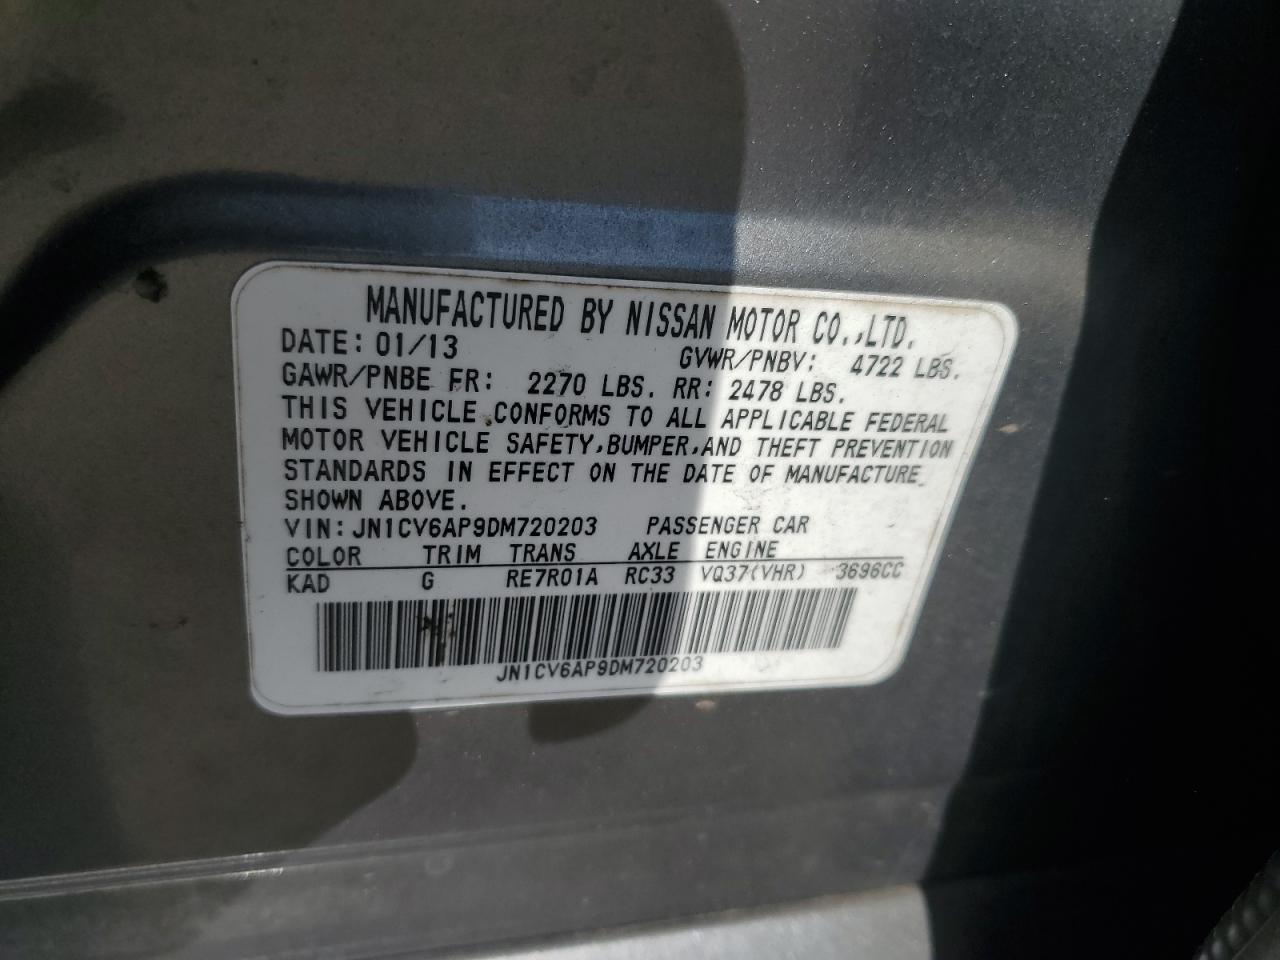 MANUFACTURED BY NISSAN MOTOR CO.,LTD.
DATE: 01/13 GVWR/PNBV: 4722 LBS.
GAWR/PNBE FR: 2270 LBS. RR: 2478 LBS.
THIS VEHICLE CONFORMS TO ALL APPLICABLE FEDERAL
MOTOR VEHICLE SAFETY,BUMPER,AND THEFT PREVENTION
STANDARDS IN EFFECT ON THE DATE OF MANUFACTURE
SHOWN ABOVE.
VIN: JN1CV6AP9DM720203 PASSENGER CAR
COLOR TRIM TRANS AXLE ENGINE
KAD G RE7R01A RC33 VQ37(VHR) 3696CC
JN1CV6AP9DM720203